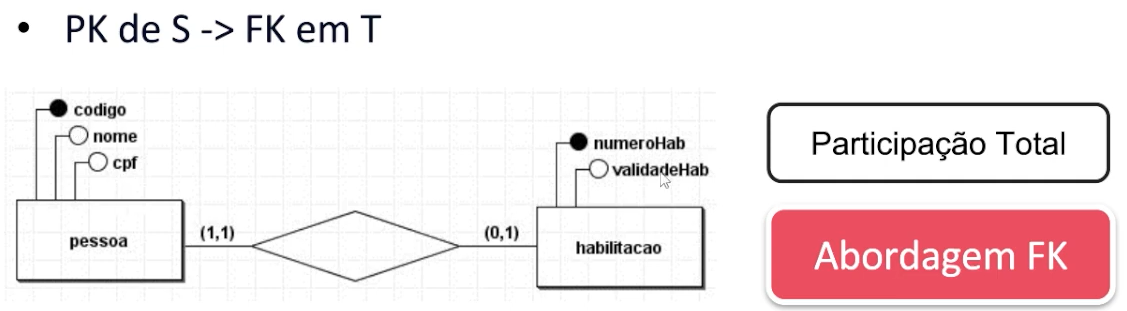 • PK de S -> FK em T
codigo
nome
cpf
pessoa
(1,1)
(0,1)
numeroHab
validadeHab
habilitacao
Participação Total
Abordagem FK